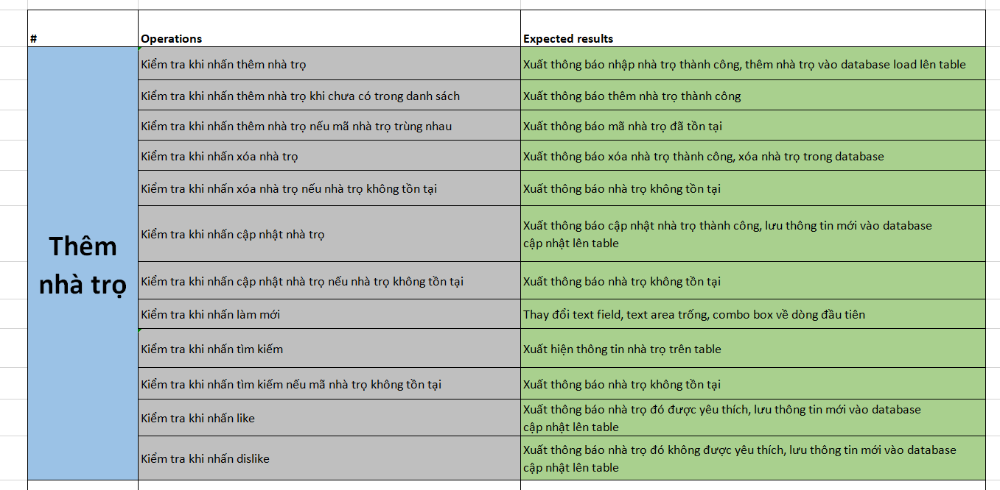 #
Operations
Expected results
Thêm
nhà trọ
Kiểm tra khi nhấn thêm nhà trọ
Xuất thông báo nhập nhà trọ thành công, thêm nhà trọ vào database load lên table
Kiểm tra khi nhấn thêm nhà trọ khi chưa có trong danh sách
Xuất thông báo thêm nhà trọ thành công
Kiểm tra khi nhấn thêm nhà trọ nếu mã nhà trọ trùng nhau
Xuất thông báo mã nhà trọ đã tồn tại
Kiểm tra khi nhấn xóa nhà trọ
Xuất thông báo xóa nhà trọ thành công, xóa nhà trọ trong database
Kiểm tra khi nhấn xóa nhà trọ nếu nhà trọ không tồn tại
Xuất thông báo nhà trọ không tồn tại
Kiểm tra khi nhấn cập nhật nhà trọ
Xuất thông báo cập nhật nhà trọ thành công, lưu thông tin mới vào database
cập nhật lên table
Kiểm tra khi nhấn cập nhật nhà trọ nếu nhà trọ không tồn tại
Xuất thông báo nhà trọ không tồn tại
Kiểm tra khi nhấn làm mới
Thay đổi text field, text area trống, combo box về dòng đầu tiên
Kiểm tra khi nhấn tìm kiếm
Xuất hiện thông tin nhà trọ trên table
Kiểm tra khi nhấn tìm kiếm nếu mã nhà trọ không tồn tại
Xuất thông báo nhà trọ không tồn tại
Kiểm tra khi nhấn like
Xuất thông báo nhà trọ đó được yêu thích, lưu thông tin mới vào database
cập nhật lên table
Kiểm tra khi nhấn dislike
Xuất thông báo nhà trọ đó không được yêu thích, lưu thông tin mới vào database
cập nhật lên table